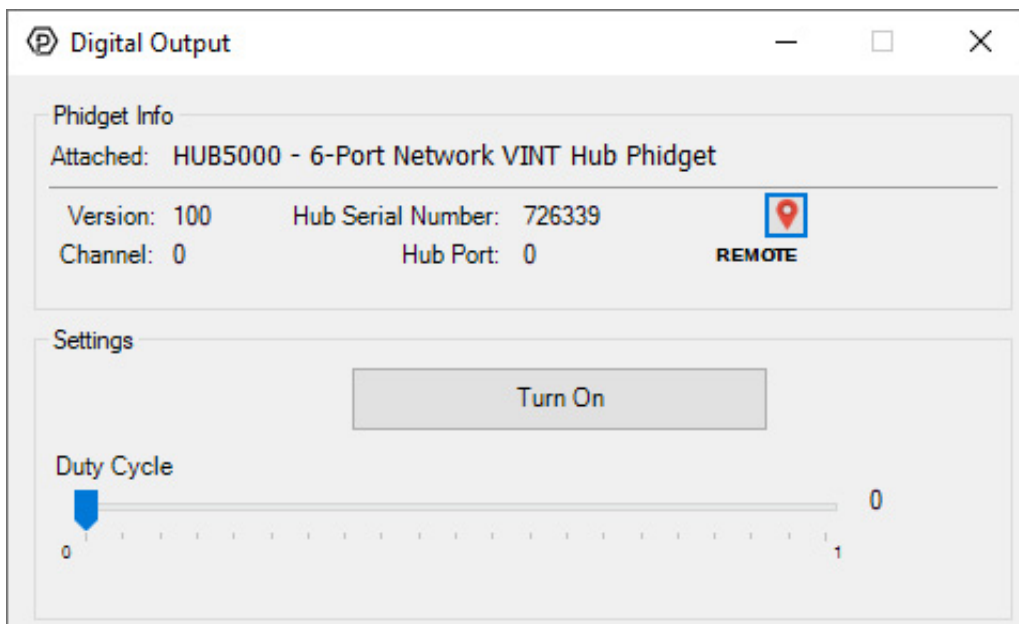 Digital Output
Phidget Info
Attached: HUB5000 - 6-Port Network VINT Hub Phidget
Version: 100 Hub Serial Number: 726339
Channel: 0 Hub Port: 0 REMOTE
Settings
Turn On
Duty Cycle
0
0 1